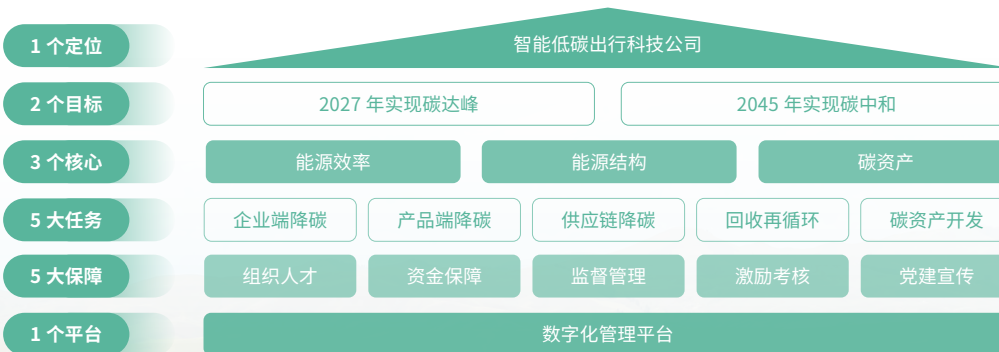 1 个定位
智能低碳出行科技公司
2 个目标
2027 年实现碳达峰
2045 年实现碳中和
3 个核心
能源效率
能源结构
碳资产
5 大任务
企业端降碳
产品端降碳
供应链降碳
回收再循环
碳资产开发
5 大保障
组织人才
资金保障
监督管理
激励考核
党建宣传
1 个平台
数字化管理平台